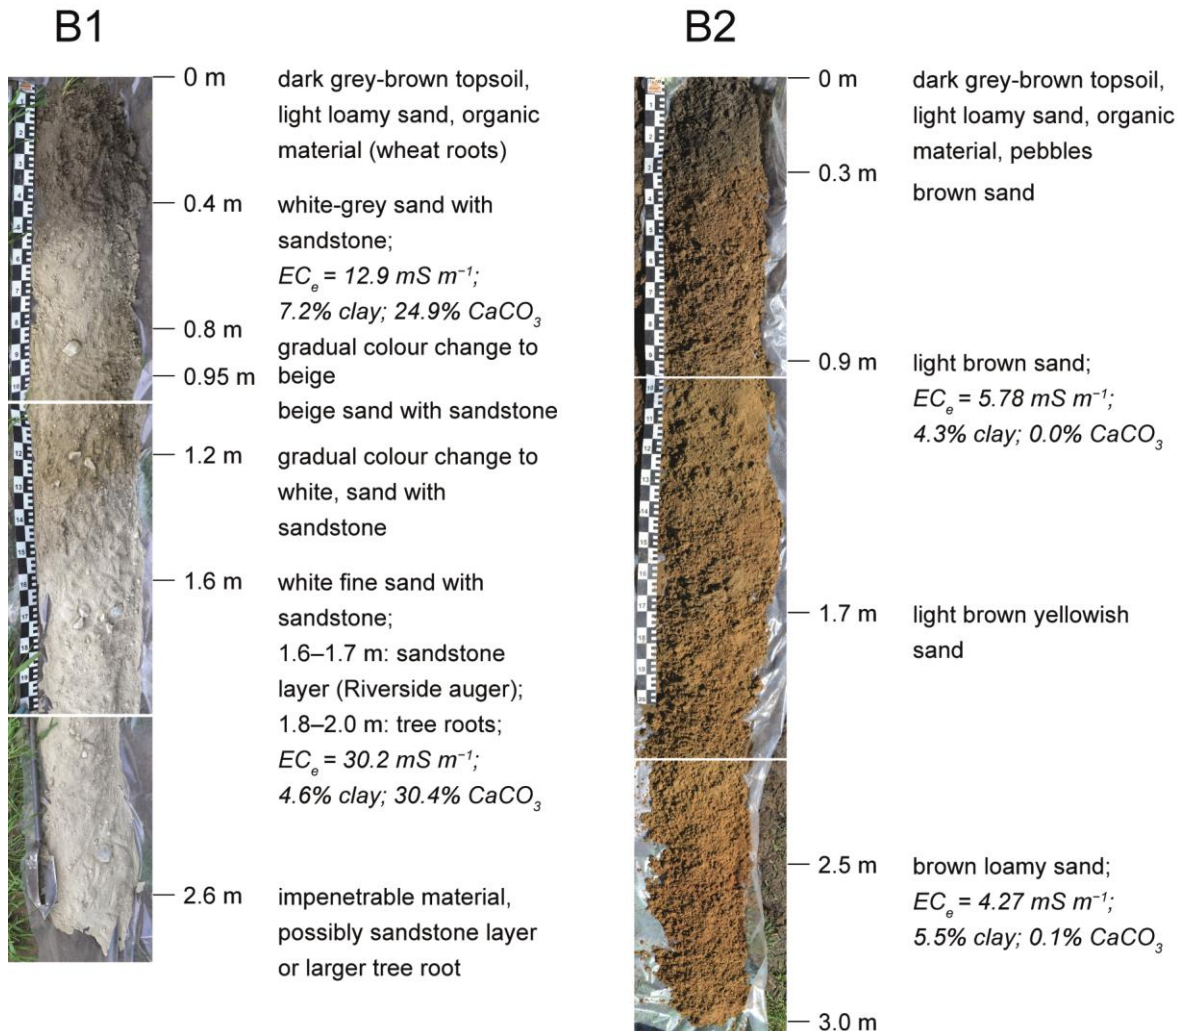 B1
0 m
dark grey-brown topsoil,
light loamy sand, organic
material (wheat roots)
0.4 m
white-grey sand with
sandstone;
ECe = 12.9 mS m⁻¹;
7.2% clay; 24.9% CaCO₃
0.8 m
gradual colour change to
beige
0.95 m
beige sand with sandstone
1.2 m
gradual colour change to
white, sand with
sandstone
1.6 m
white fine sand with
sandstone;
1.6–1.7 m: sandstone
layer (Riverside auger);
1.8–2.0 m: tree roots;
ECe = 30.2 mS m⁻¹;
4.6% clay; 30.4% CaCO₃
2.6 m
impenetrable material,
possibly sandstone layer
or larger tree root
B2
0 m
dark grey-brown topsoil,
light loamy sand, organic
material, pebbles
0.3 m
brown sand
0.9 m
light brown sand;
ECe = 5.78 mS m⁻¹;
4.3% clay; 0.0% CaCO₃
1.7 m
light brown yellowish
sand
2.5 m
brown loamy sand;
ECe = 4.27 mS m⁻¹;
5.5% clay; 0.1% CaCO₃
3.0 m